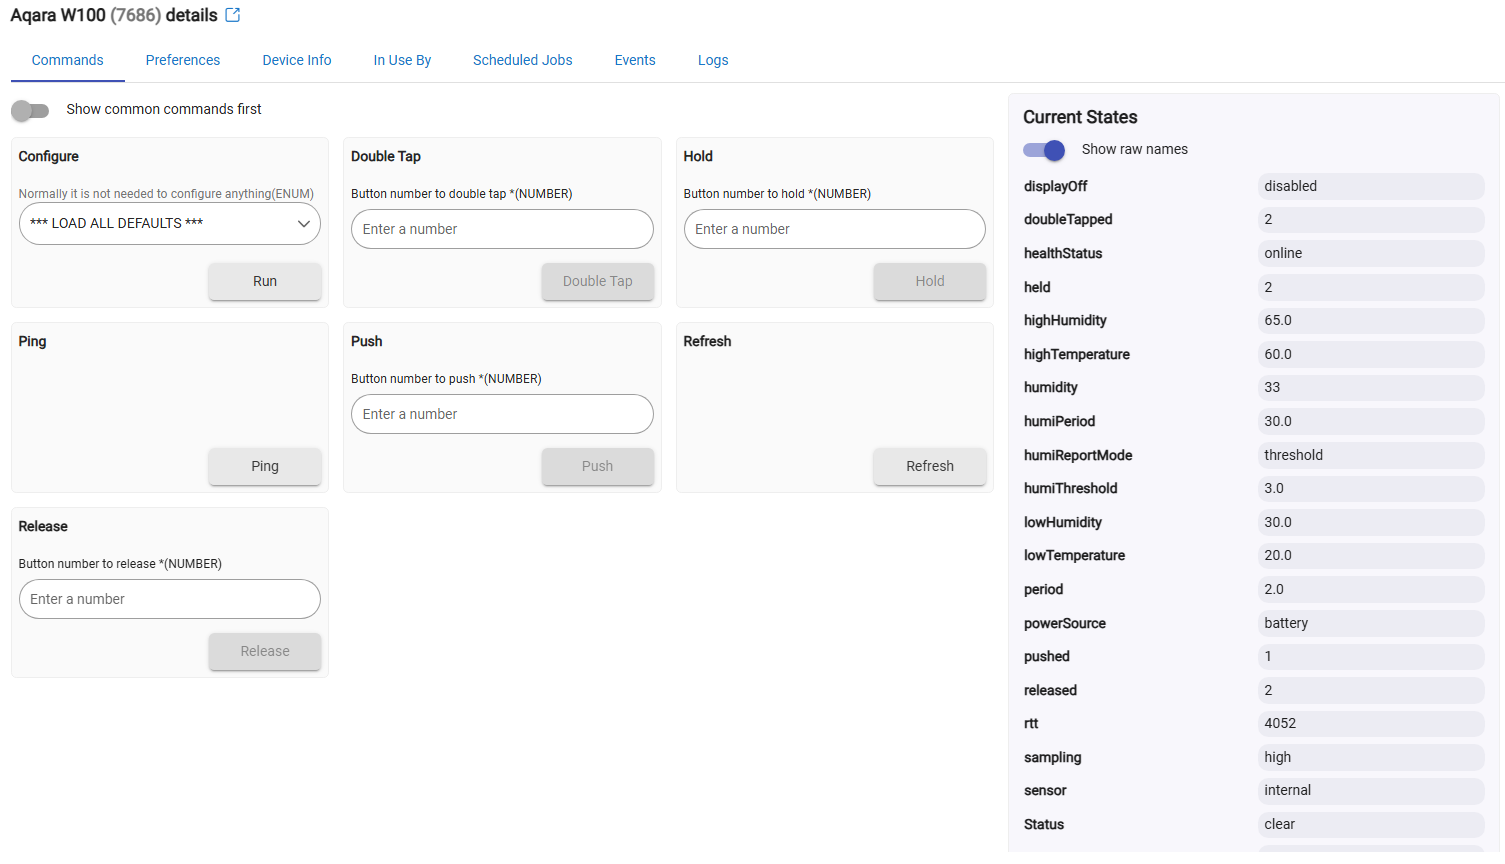 Aqara W100 (7686) details
Commands
Preferences
Device Info
In Use By
Scheduled Jobs
Events
Logs
Show common commands first
Configure
Normally it is not needed to configure anything(ENUM)
*** LOAD ALL DEFAULTS ***
Run
Double Tap
Button number to double tap *(NUMBER)
Enter a number
Double Tap
Hold
Button number to hold *(NUMBER)
Enter a number
Hold
Ping
Ping
Push
Button number to push *(NUMBER)
Enter a number
Push
Refresh
Refresh
Release
Button number to release *(NUMBER)
Enter a number
Release
Current States
Show raw names
displayOff disabled
doubleTapped 2
healthStatus online
held 2
highHumidity 65.0
highTemperature 60.0
humidity 33
humiPeriod 30.0
humiReportMode threshold
humiThreshold 3.0
lowHumidity 30.0
lowTemperature 20.0
period 2.0
powerSource battery
pushed 1
released 2
rtt 4052
sampling high
sensor internal
Status clear